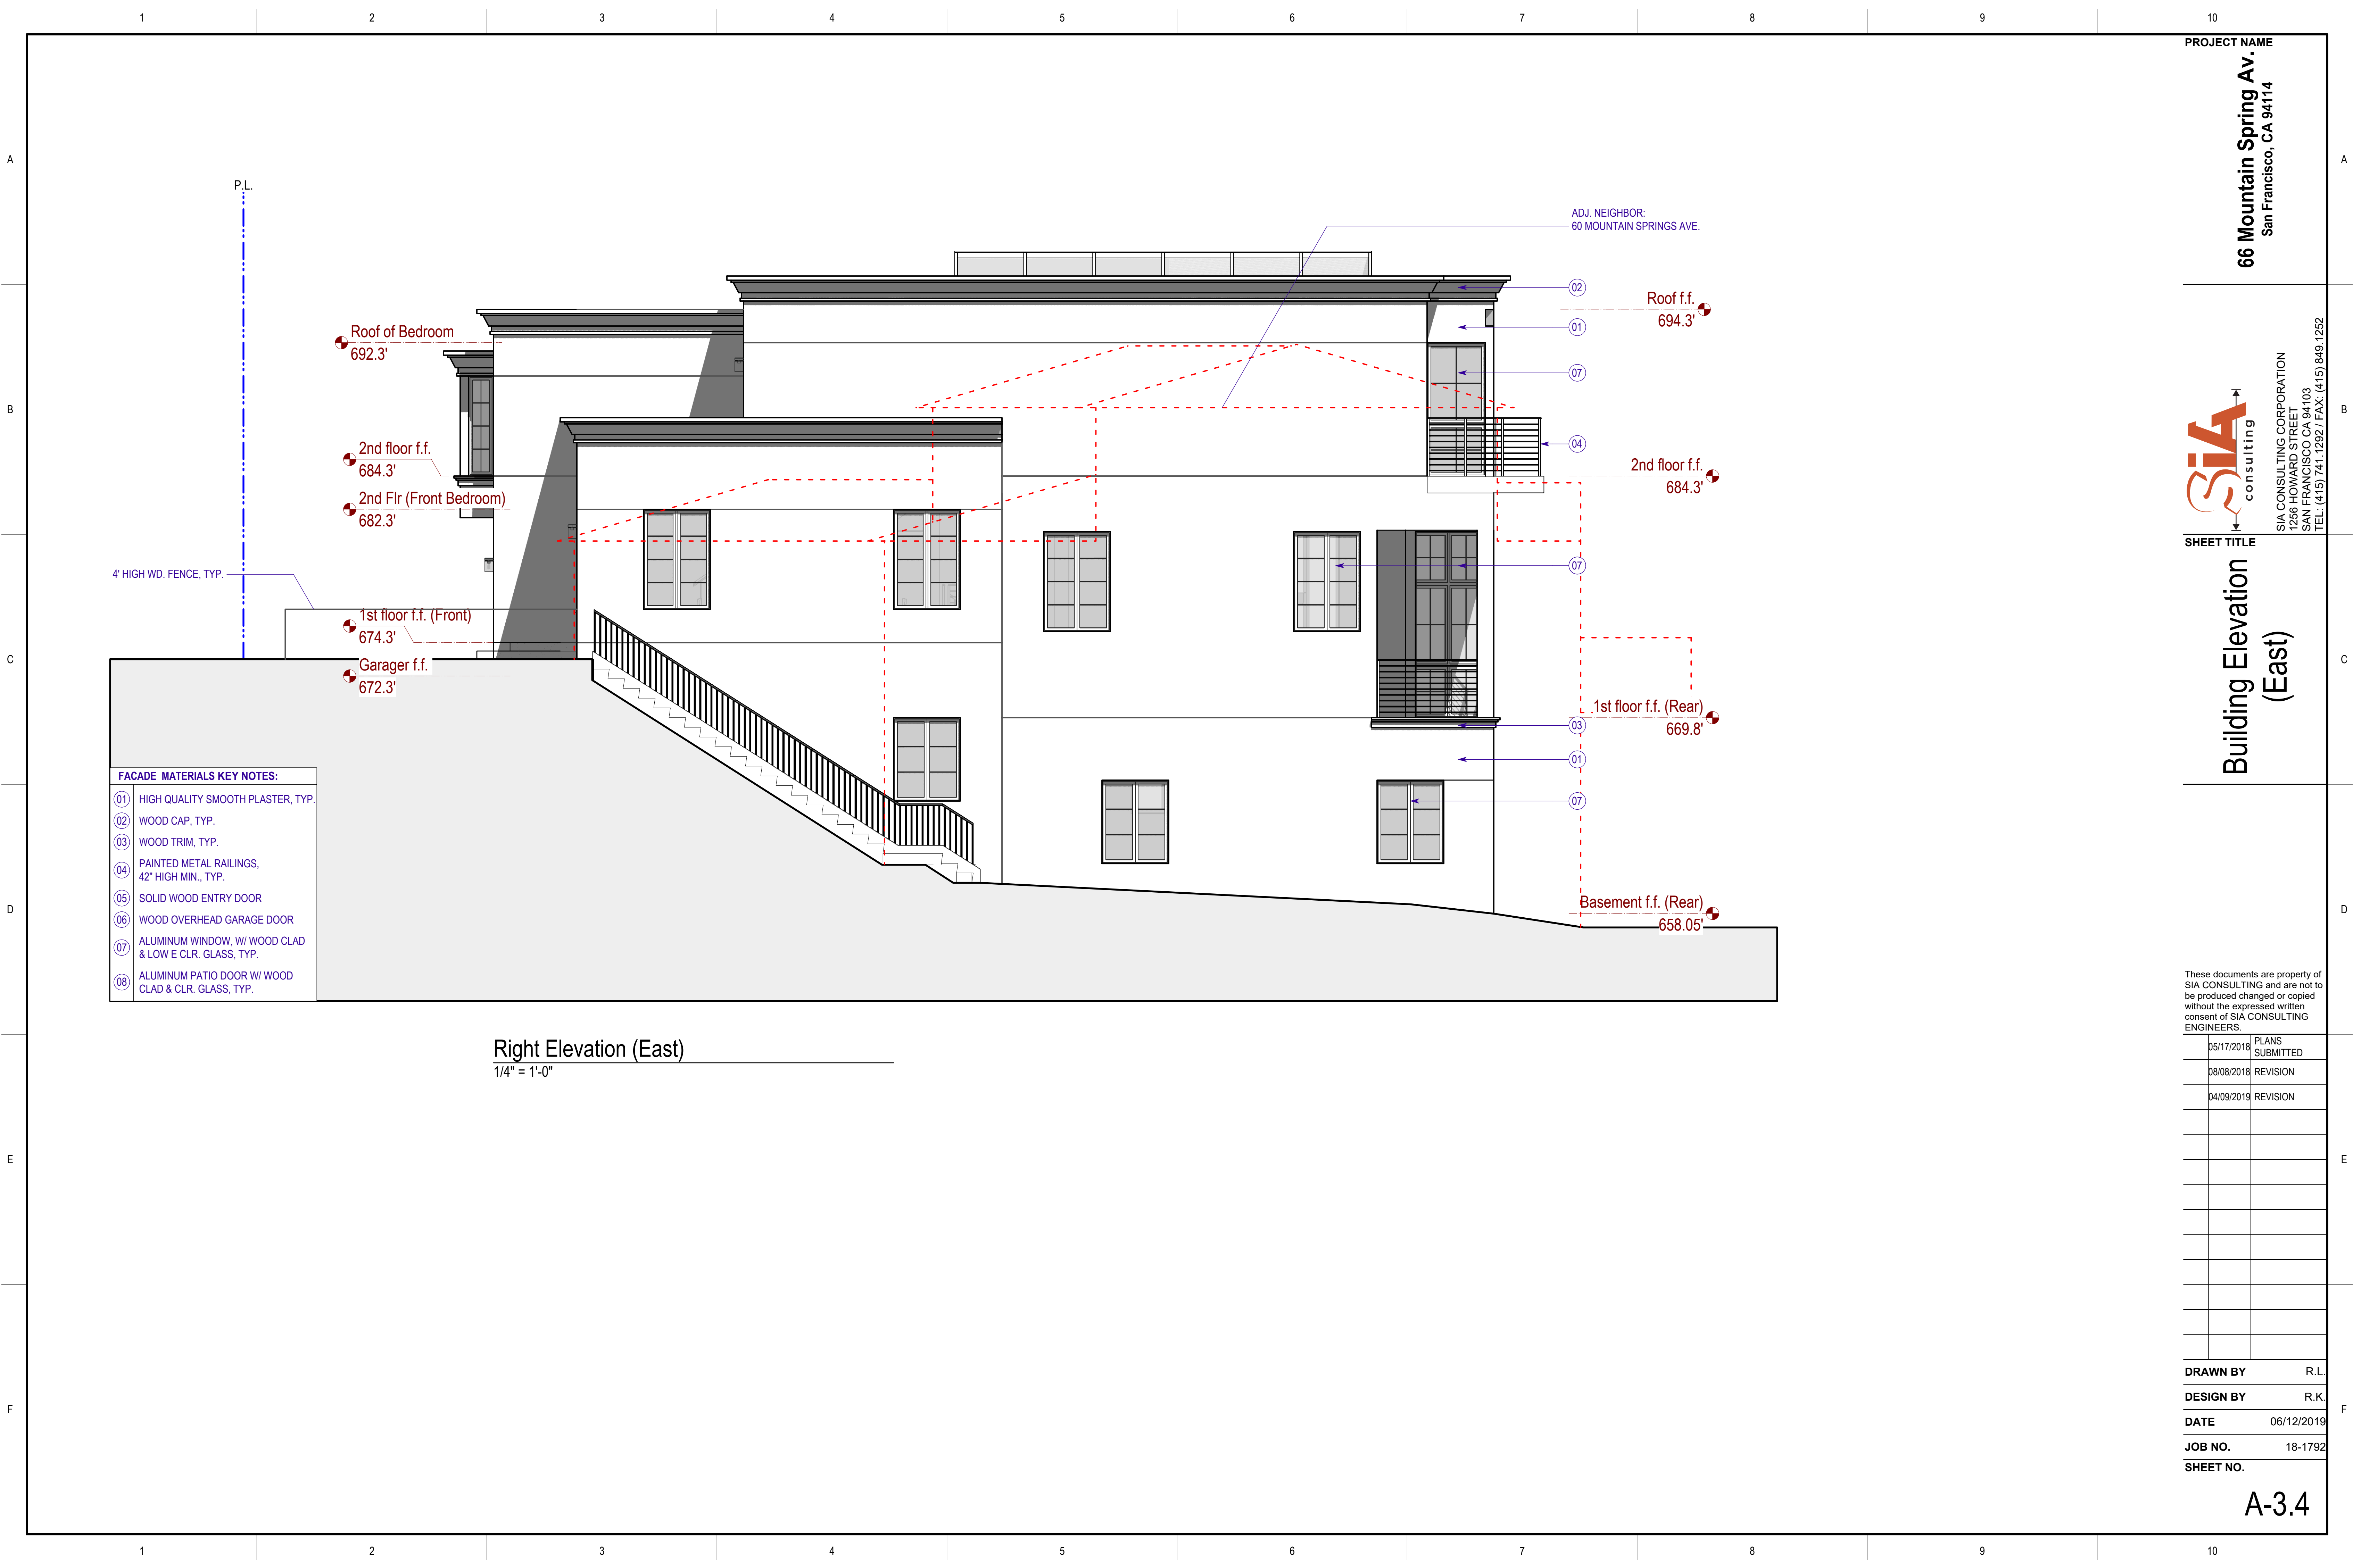 1 2 3 4 5 6 7 8 9 10
A
B
C
D
E
F
P.L.
ADJ. NEIGHBOR:
60 MOUNTAIN SPRINGS AVE.
02
01
07
04
07
03
01
07
Roof f.f.
694.3'
2nd floor f.f.
684.3'
1st floor f.f. (Rear)
669.8'
Basement f.f. (Rear)
658.05'
Roof of Bedroom
692.3'
2nd floor f.f.
684.3'
2nd Flr (Front Bedroom)
682.3'
4' HIGH WD. FENCE, TYP.
1st floor f.f. (Front)
674.3'
Garager f.f.
672.3'
FACADE MATERIALS KEY NOTES:
01 HIGH QUALITY SMOOTH PLASTER, TYP.
02 WOOD CAP, TYP.
03 WOOD TRIM, TYP.
04 PAINTED METAL RAILINGS,
42" HIGH MIN., TYP.
05 SOLID WOOD ENTRY DOOR
06 WOOD OVERHEAD GARAGE DOOR
07 ALUMINUM WINDOW, W/ WOOD CLAD
& LOW E CLR. GLASS, TYP.
08 ALUMINUM PATIO DOOR W/ WOOD
CLAD & CLR. GLASS, TYP.
Right Elevation (East)
1/4" = 1'-0"
PROJECT NAME
66 Mountain Spring Av.
San Francisco, CA 94114
SiA
consulting
SIA CONSULTING CORPORATION
1256 HOWARD STREET
SAN FRANCISCO CA 94103
TEL: (415) 741.1292 / FAX: (415) 849.1252
SHEET TITLE
Building Elevation
(East)
These documents are property of
SIA CONSULTING and are not to
be produced changed or copied
without the expressed written
consent of SIA CONSULTING
ENGINEERS.
05/17/2018 PLANS
SUBMITTED
08/08/2018 REVISION
04/09/2019 REVISION
DRAWN BY R.L.
DESIGN BY R.K.
DATE 06/12/2019
JOB NO. 18-1792
SHEET NO.
A-3.4
A
B
C
D
E
F
1 2 3 4 5 6 7 8 9 10